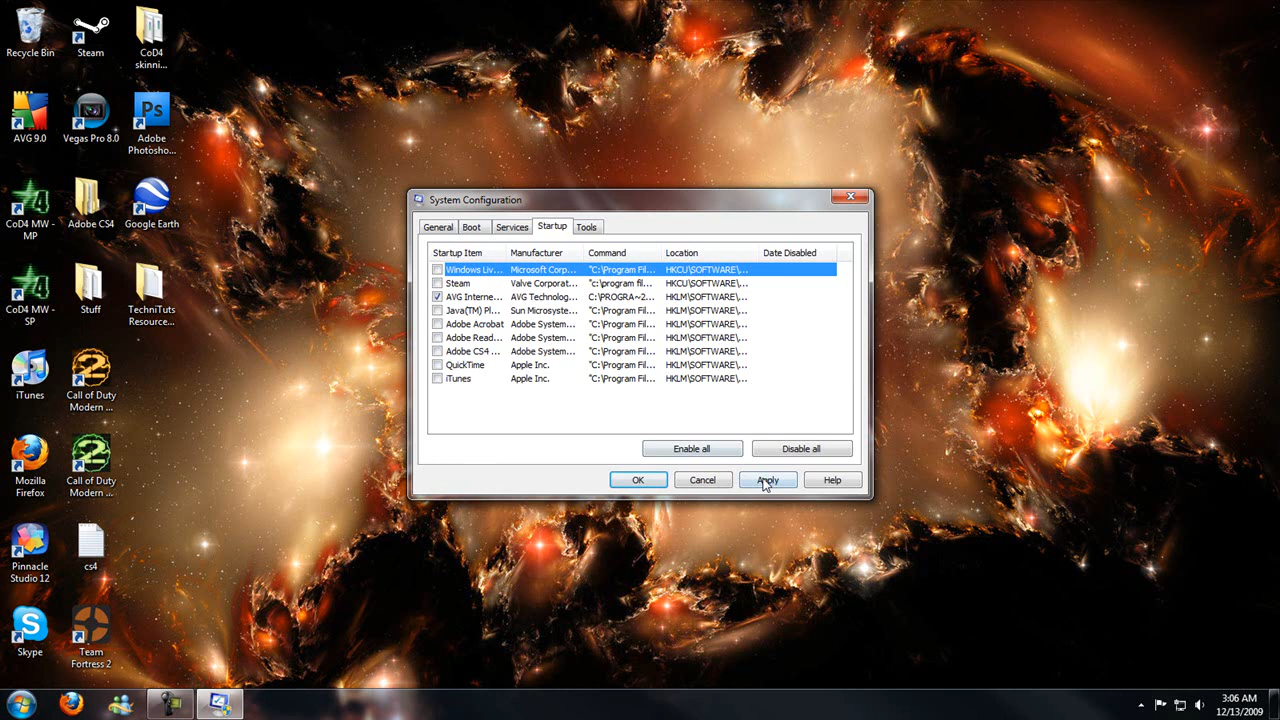 Recycle Bin
Steam
CoD4 skinni...
AVG 9.0
Vegas Pro 8.0
Adobe Photosho...
Ps
CoD4 MW - MP
Adobe CS4
Google Earth
CoD4 MW - SP
Stuff
TechniTuts Resource...
iTunes
Call of Duty Modern ...
Mozilla Firefox
Call of Duty Modern ...
Pinnacle Studio 12
cs4
Skype
Team Fortress 2
System Configuration
General Boot Services Startup Tools
Startup Item Manufacturer Command Location Date Disabled
Windows Liv... Microsoft Corp... "C:\Program Fil... HKCU\SOFTWARE\...
Steam Valve Corporat... "c:\program fil... HKCU\SOFTWARE\...
AVG Interne... AVG Technolog... C:\PROGRA~2... HKLM\SOFTWARE\...
Java(TM) Pl... Sun Microsyste... "C:\Program Fil... HKLM\SOFTWARE\...
Adobe Acrobat Adobe System... "C:\Program Fil... HKLM\SOFTWARE\...
Adobe Read... Adobe System... "C:\Program Fil... HKLM\SOFTWARE\...
Adobe CS4 ... Adobe System... "C:\Program Fil... HKLM\SOFTWARE\...
QuickTime Apple Inc. "C:\Program Fil... HKLM\SOFTWARE\...
iTunes Apple Inc. "C:\Program Fil... HKLM\SOFTWARE\...
Enable all Disable all
OK Cancel Apply Help
3:06 AM
12/13/2009